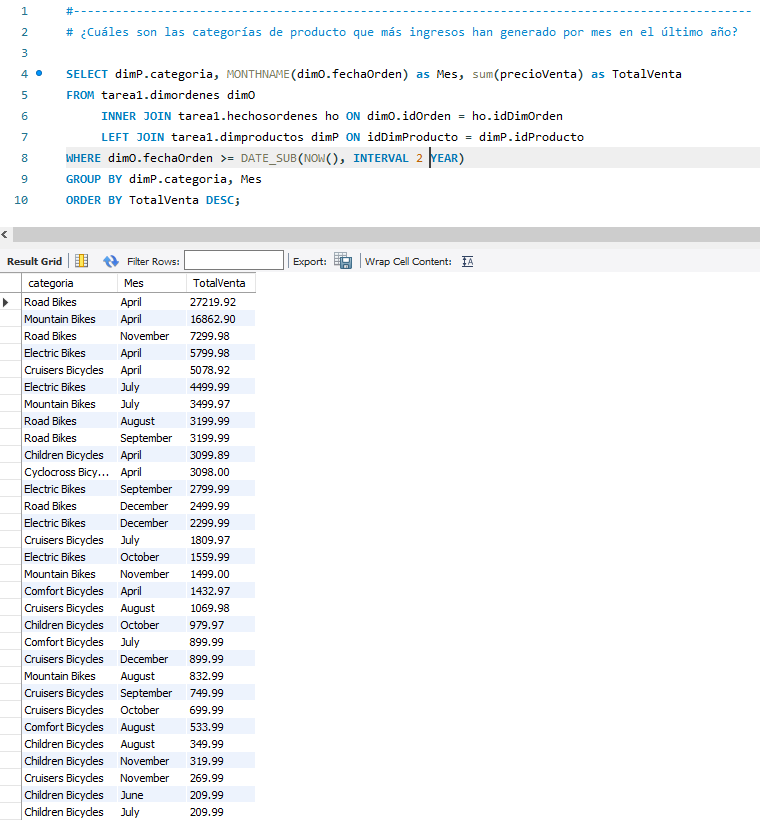 1 #--------------------------------------------------------------------------------------------------
2 # ¿Cuáles son las categorías de producto que más ingresos han generado por mes en el último año?
3
4 SELECT dimP.categoria, MONTHNAME(dimO.fechaOrden) as Mes, sum(precioVenta) as TotalVenta
5 FROM tarea1.dimordenes dimO
6 INNER JOIN tarea1.hechosordenes ho ON dimO.idOrden = ho.idDimOrden
7 LEFT JOIN tarea1.dimproductos dimP ON idDimProducto = dimP.idProducto
8 WHERE dimO.fechaOrden >= DATE_SUB(NOW(), INTERVAL 2 YEAR)
9 GROUP BY dimP.categoria, Mes
10 ORDER BY TotalVenta DESC;
Result Grid Filter Rows: Export: Wrap Cell Content:
categoria Mes TotalVenta
Road Bikes April 27219.92
Mountain Bikes April 16862.90
Road Bikes November 7299.98
Electric Bikes April 5799.98
Cruisers Bicycles April 5078.92
Electric Bikes July 4499.99
Mountain Bikes July 3499.97
Road Bikes August 3199.99
Road Bikes September 3199.99
Children Bicycles April 3099.89
Cyclocross Bicy... April 3098.00
Electric Bikes September 2799.99
Road Bikes December 2499.99
Electric Bikes December 2299.99
Cruisers Bicycles July 1809.97
Electric Bikes October 1559.99
Mountain Bikes November 1499.00
Comfort Bicycles April 1432.97
Cruisers Bicycles August 1069.98
Children Bicycles October 979.97
Comfort Bicycles July 899.99
Cruisers Bicycles December 899.99
Mountain Bikes August 832.99
Cruisers Bicycles September 749.99
Cruisers Bicycles October 699.99
Comfort Bicycles August 533.99
Children Bicycles August 349.99
Children Bicycles November 319.99
Cruisers Bicycles November 269.99
Children Bicycles June 209.99
Children Bicycles July 209.99